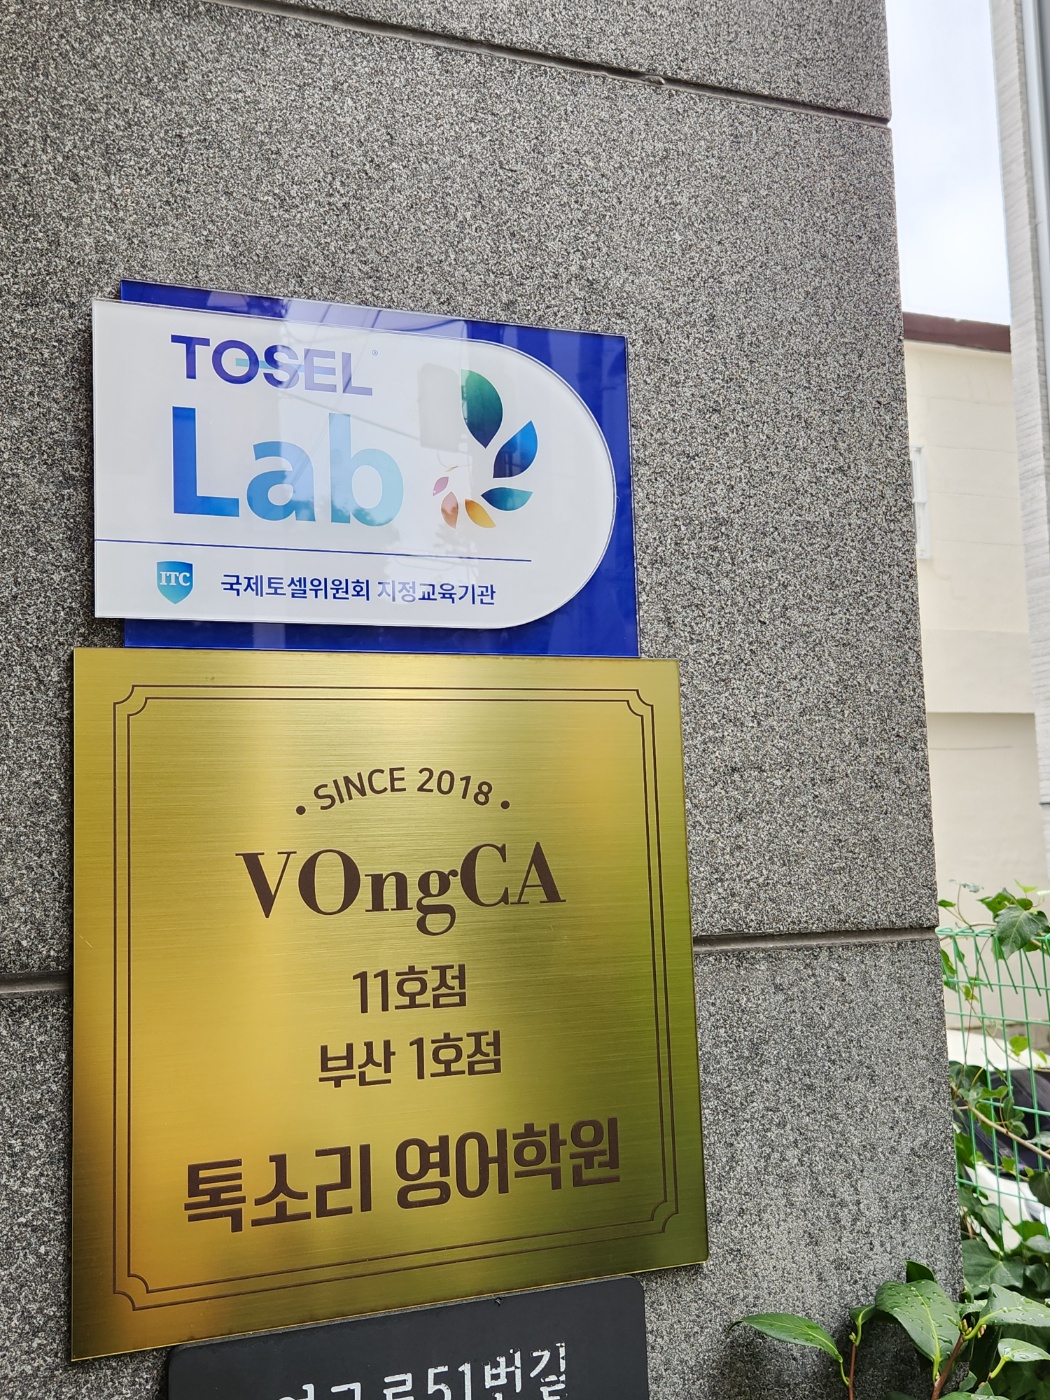 TOSEL
Lab
ITC 국제토셀위원회 지정교육기관
• SINCE 2018 •
VOngCA
11호점
부산 1호점
톡소리 영어학원